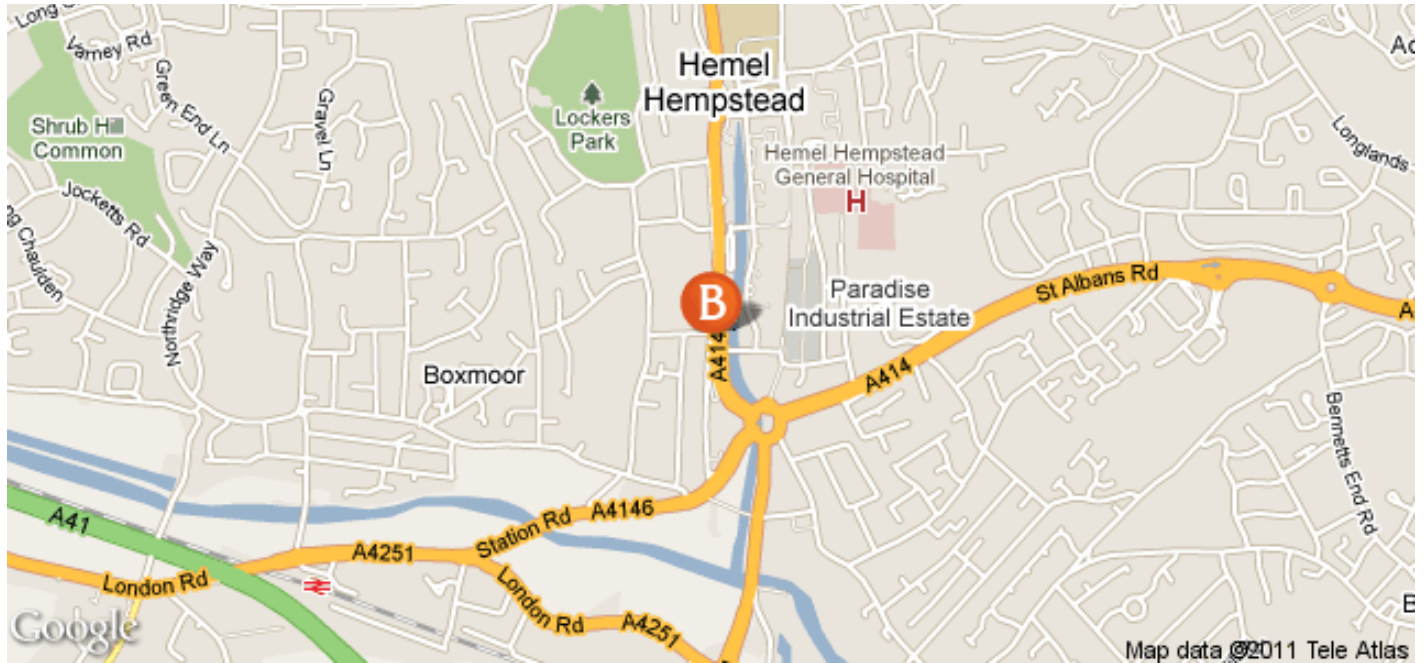 Long
Varney Rd
Green End Ln
Gravel Ln
Shrub H
Common
Jocketts Rd
ng Chaulden
Northridge Way
Lockers
Park
Hemel
Hempstead
Hemel Hempstead
General Hospital
H
Longlands
B
Paradise
Industrial Estate
St Albans Rd
A414
A414
Boxmoor
Bennetts End Rd
A41
A4251
Station Rd
A4146
London Rd
London Rd
A4251
Google
B
Map data ©2011 Tele Atlas